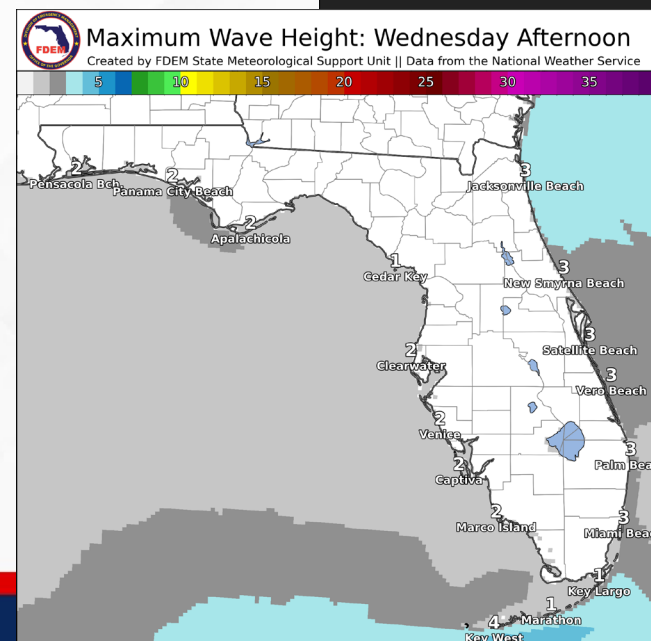 FDEM
Maximum Wave Height: Wednesday Afternoon
Created by FDEM State Meteorological Support Unit || Data from the National Weather Service
5 10 15 20 25 30 35
2
Pensacola Bch.
2
Panama City Beach
2
Apalachicola
3
Jacksonville Beach
1
Cedar Key
3
New Smyrna Beach
3
Satellite Beach
2
Clearwater
3
Vero Beach
2
Venice
3
Palm Bea
2
Captiva
2
Marco Island
3
Miami Beac
1
Key Largo
1
Marathon
4
Key West